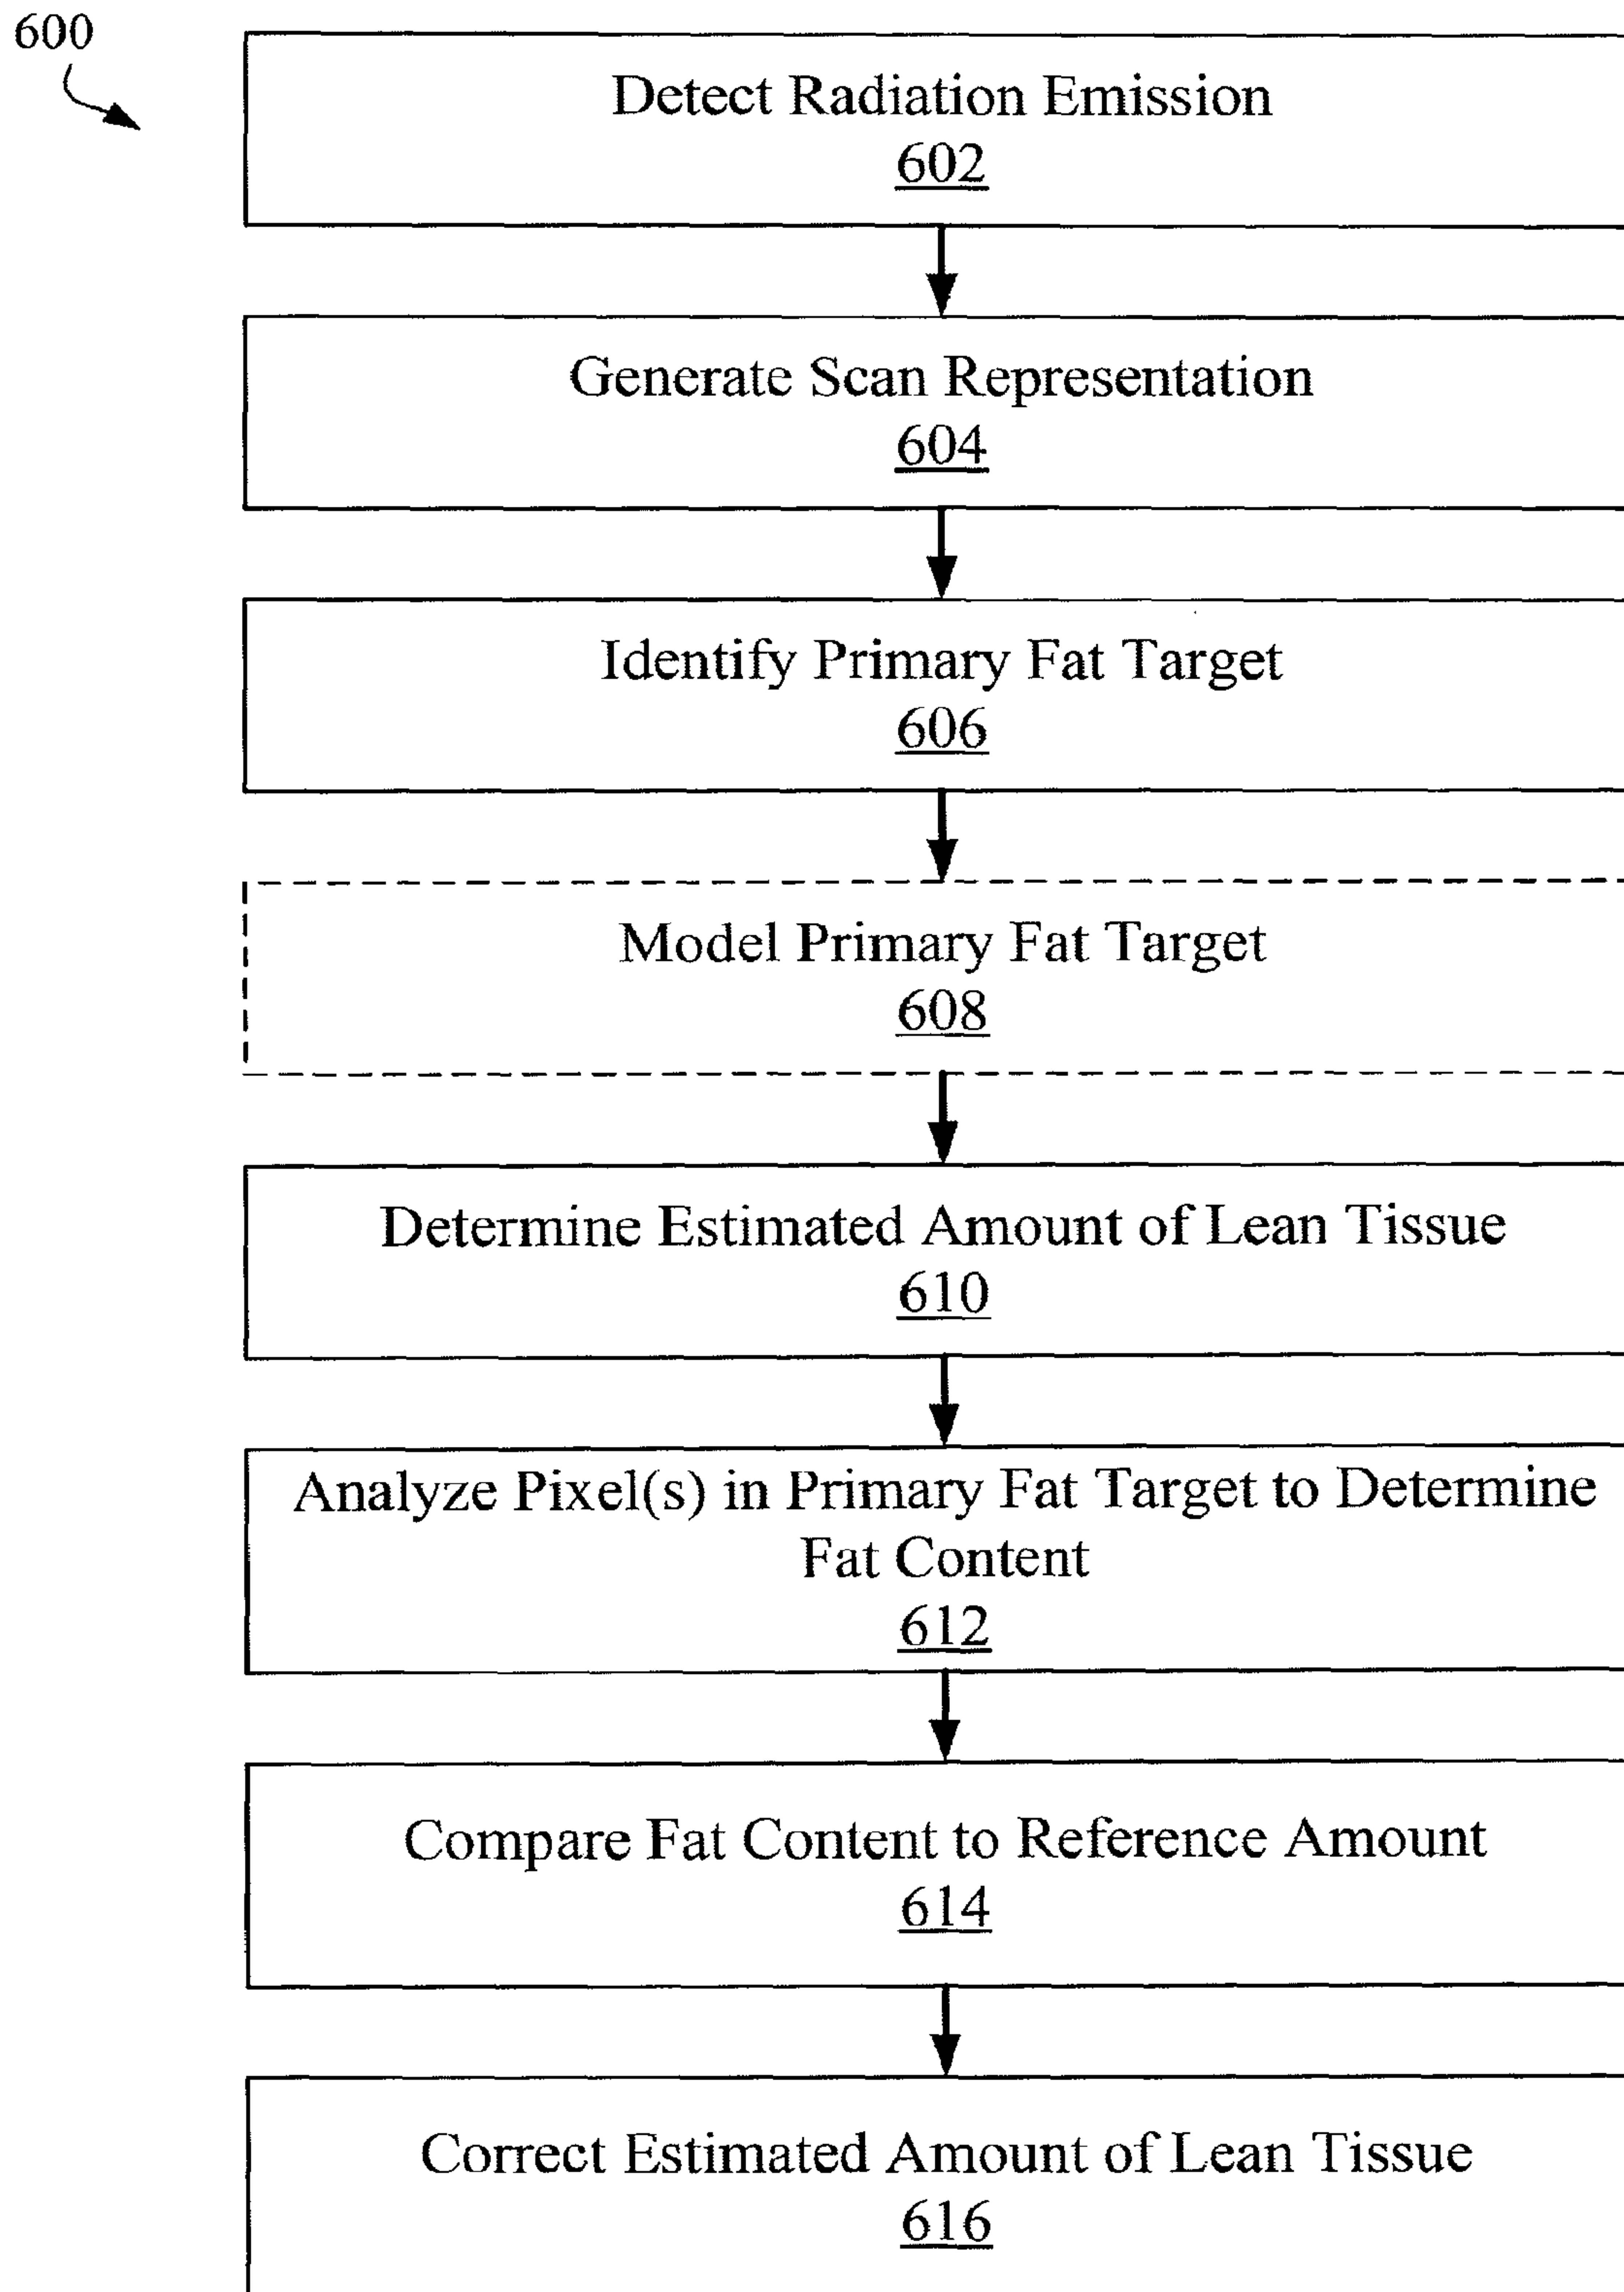 600
Detect Radiation Emission
602
Generate Scan Representation
604
Identify Primary Fat Target
606
Model Primary Fat Target
608
Determine Estimated Amount of Lean Tissue
610
Analyze Pixel(s) in Primary Fat Target to Determine
Fat Content
612
Compare Fat Content to Reference Amount
614
Correct Estimated Amount of Lean Tissue
616